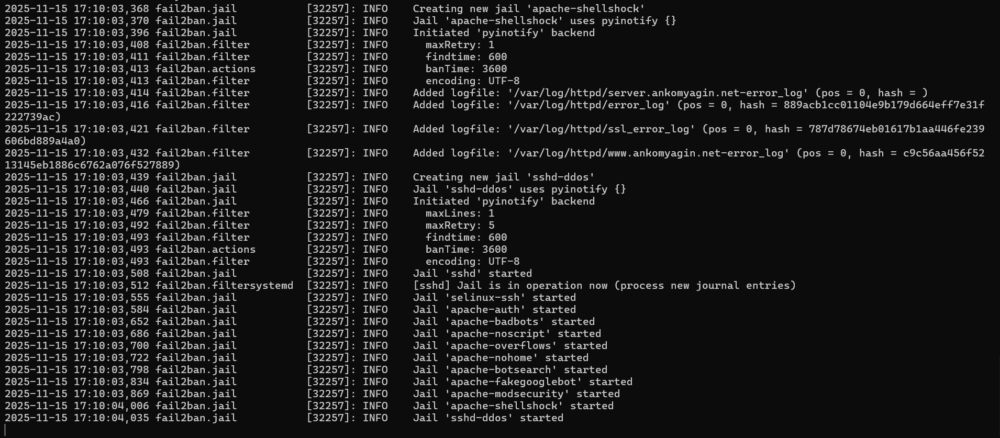 2025-11-15 17:10:03,368 fail2ban.jail           [32257]: INFO    Creating new jail 'apache-shellshock'
2025-11-15 17:10:03,370 fail2ban.jail           [32257]: INFO    Jail 'apache-shellshock' uses pyinotify {}
2025-11-15 17:10:03,396 fail2ban.jail           [32257]: INFO    Initiated 'pyinotify' backend
2025-11-15 17:10:03,408 fail2ban.filter         [32257]: INFO      maxRetry: 1
2025-11-15 17:10:03,411 fail2ban.filter         [32257]: INFO      findtime: 600
2025-11-15 17:10:03,413 fail2ban.actions        [32257]: INFO      banTime: 3600
2025-11-15 17:10:03,413 fail2ban.filter         [32257]: INFO      encoding: UTF-8
2025-11-15 17:10:03,414 fail2ban.filter         [32257]: INFO    Added logfile: '/var/log/httpd/server.ankomyagin.net-error_log' (pos = 0, hash = )
2025-11-15 17:10:03,416 fail2ban.filter         [32257]: INFO    Added logfile: '/var/log/httpd/error_log' (pos = 0, hash = 889acb1cc01104e9b179d664eff7e31f
222739ac)
2025-11-15 17:10:03,421 fail2ban.filter         [32257]: INFO    Added logfile: '/var/log/httpd/ssl_error_log' (pos = 0, hash = 787d78674eb01617b1aa446fe239
606bd889a4a0)
2025-11-15 17:10:03,432 fail2ban.filter         [32257]: INFO    Added logfile: '/var/log/httpd/www.ankomyagin.net-error_log' (pos = 0, hash = c9c56aa456f52
13145eb1886c6762a076f527889)
2025-11-15 17:10:03,439 fail2ban.jail           [32257]: INFO    Creating new jail 'sshd-ddos'
2025-11-15 17:10:03,440 fail2ban.jail           [32257]: INFO    Jail 'sshd-ddos' uses pyinotify {}
2025-11-15 17:10:03,466 fail2ban.jail           [32257]: INFO    Initiated 'pyinotify' backend
2025-11-15 17:10:03,479 fail2ban.filter         [32257]: INFO      maxLines: 1
2025-11-15 17:10:03,492 fail2ban.filter         [32257]: INFO      maxRetry: 5
2025-11-15 17:10:03,493 fail2ban.filter         [32257]: INFO      findtime: 600
2025-11-15 17:10:03,493 fail2ban.actions        [32257]: INFO      banTime: 3600
2025-11-15 17:10:03,493 fail2ban.filter         [32257]: INFO      encoding: UTF-8
2025-11-15 17:10:03,508 fail2ban.jail           [32257]: INFO    Jail 'sshd' started
2025-11-15 17:10:03,512 fail2ban.filtersystemd  [32257]: INFO    [sshd] Jail is in operation now (process new journal entries)
2025-11-15 17:10:03,555 fail2ban.jail           [32257]: INFO    Jail 'selinux-ssh' started
2025-11-15 17:10:03,584 fail2ban.jail           [32257]: INFO    Jail 'apache-auth' started
2025-11-15 17:10:03,652 fail2ban.jail           [32257]: INFO    Jail 'apache-badbots' started
2025-11-15 17:10:03,686 fail2ban.jail           [32257]: INFO    Jail 'apache-noscript' started
2025-11-15 17:10:03,700 fail2ban.jail           [32257]: INFO    Jail 'apache-overflows' started
2025-11-15 17:10:03,722 fail2ban.jail           [32257]: INFO    Jail 'apache-nohome' started
2025-11-15 17:10:03,798 fail2ban.jail           [32257]: INFO    Jail 'apache-botsearch' started
2025-11-15 17:10:03,834 fail2ban.jail           [32257]: INFO    Jail 'apache-fakegooglebot' started
2025-11-15 17:10:03,869 fail2ban.jail           [32257]: INFO    Jail 'apache-modsecurity' started
2025-11-15 17:10:04,006 fail2ban.jail           [32257]: INFO    Jail 'apache-shellshock' started
2025-11-15 17:10:04,035 fail2ban.jail           [32257]: INFO    Jail 'sshd-ddos' started